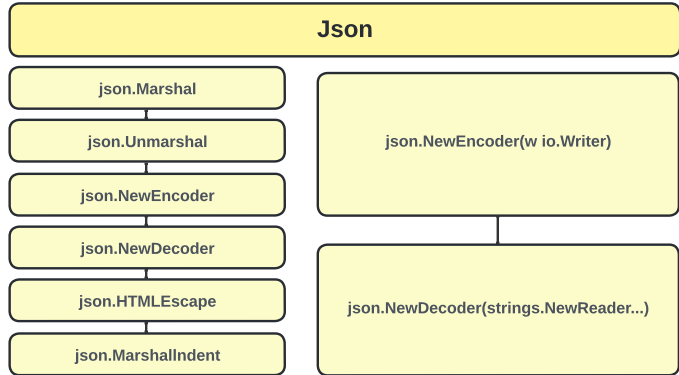 Json
json.Marshal
json.Unmarshal
json.NewEncoder
json.NewDecoder
json.HTMLEscape
json.MarshalIndent
json.NewEncoder(w io.Writer)
json.NewDecoder(strings.NewReader...)